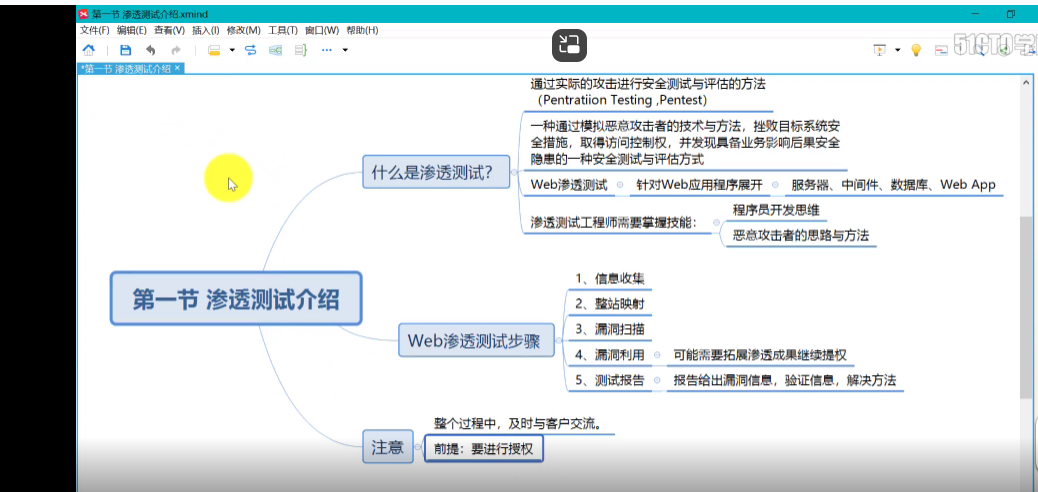 第一节 渗透测试介绍.xmind
文件(F) 编辑(E) 查看(V) 插入(I) 修改(M) 工具(T) 窗口(W) 帮助(H)
51CTO学
*第一节 渗透测试介绍 ×
通过实际的攻击进行安全测试与评估的方法
（Pentratiion Testing ,Pentest）
一种通过模拟恶意攻击者的技术与方法，挫败目标系统安
全措施，取得访问控制权，并发现具备业务影响后果安全
隐患的一种安全测试与评估方式
什么是渗透测试？
Web渗透测试 针对Web应用程序展开 服务器、中间件、数据库、Web App
渗透测试工程师需要掌握技能：
程序员开发思维
恶意攻击者的思路与方法
第一节 渗透测试介绍
Web渗透测试步骤
1、信息收集
2、整站映射
3、漏洞扫描
4、漏洞利用 可能需要拓展渗透成果继续提权
5、测试报告 报告给出漏洞信息，验证信息，解决方法
注意
整个过程中，及时与客户交流。
前提：要进行授权